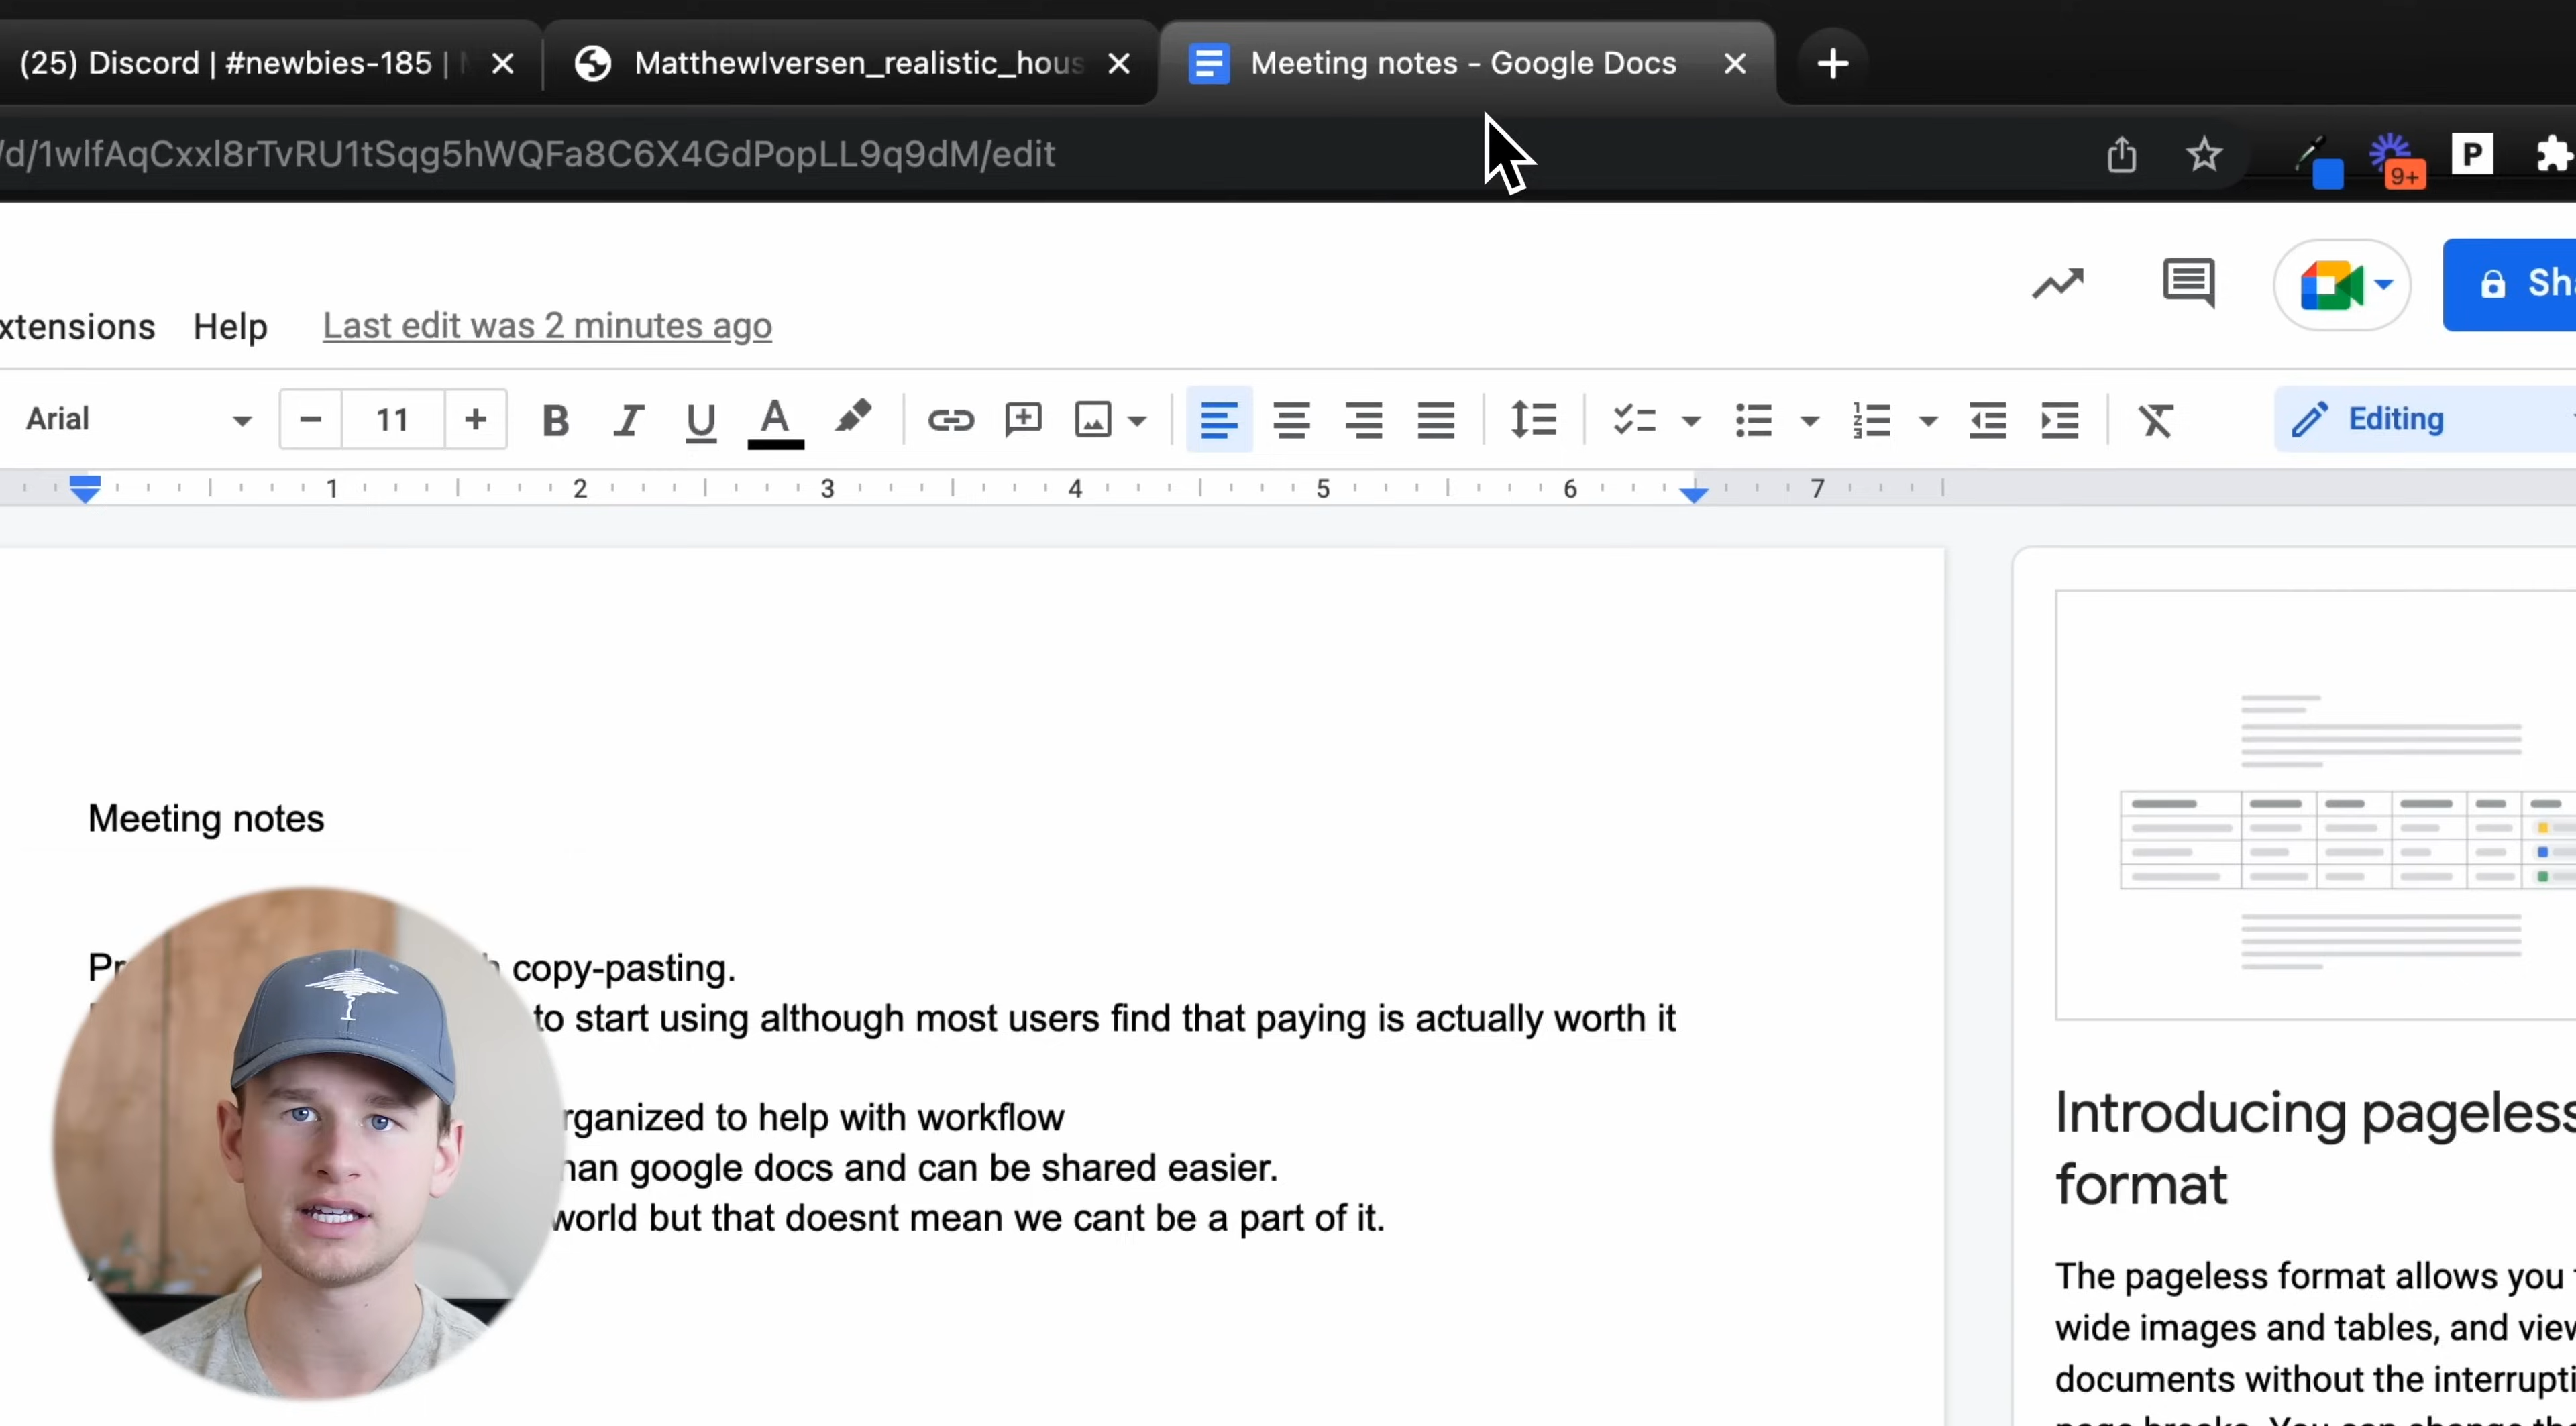 (25) Discord | #newbies-185 |
MatthewIversen_realistic_hous
Meeting notes - Google Docs
/d/1wlfAqCxxl8rTvRU1tSqg5hWQFa8C6X4GdPopLL9q9dM/edit
9+
P
xtensions Help Last edit was 2 minutes ago
Sha
Arial 11 B I U A Editing
1 2 3 4 5 6 7
Meeting notes
Pr copy-pasting.
to start using although most users find that paying is actually worth it
rganized to help with workflow
han google docs and can be shared easier.
world but that doesnt mean we cant be a part of it.
Introducing pageless
format
The pageless format allows you
wide images and tables, and view
documents without the interrupti